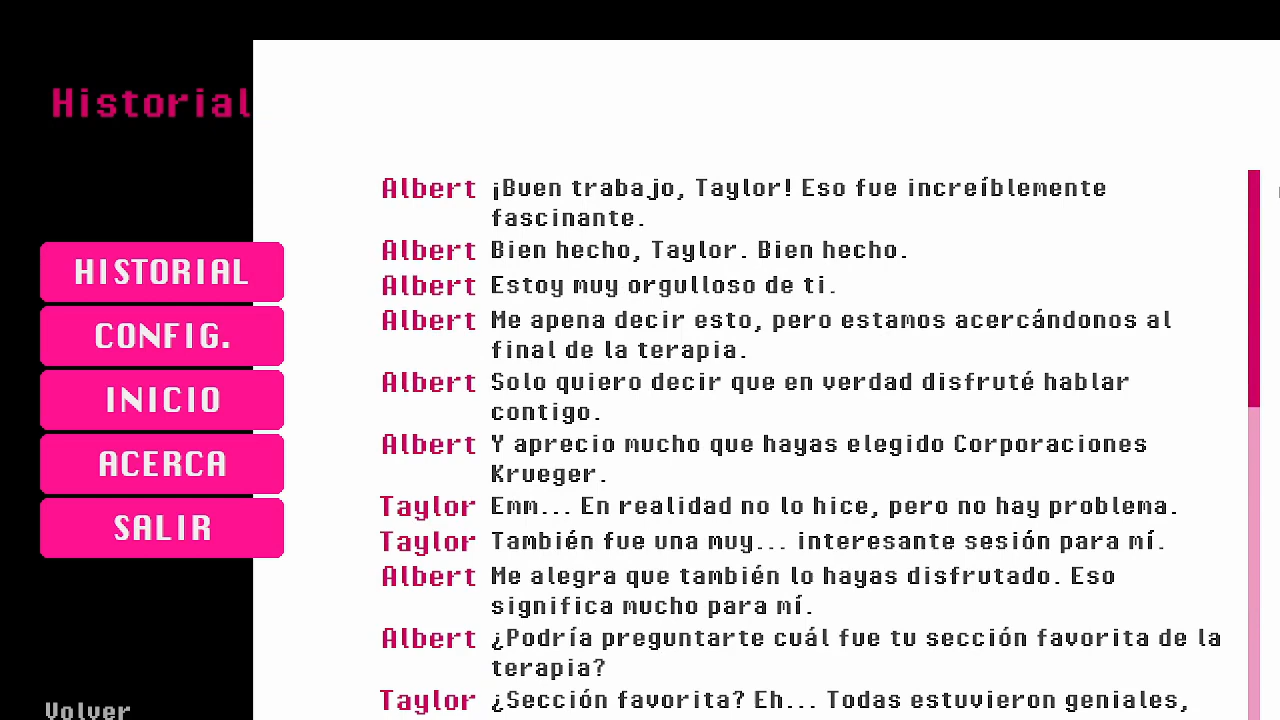 Historial
HISTORIAL
CONFIG.
INICIO
ACERCA
SALIR
Volver
Albert ¡Buen trabajo, Taylor! Eso fue increíblemente
fascinante.
Albert Bien hecho, Taylor. Bien hecho.
Albert Estoy muy orgulloso de ti.
Albert Me apena decir esto, pero estamos acercándonos al
final de la terapia.
Albert Solo quiero decir que en verdad disfruté hablar
contigo.
Albert Y aprecio mucho que hayas elegido Corporaciones
Krueger.
Taylor Emm... En realidad no lo hice, pero no hay problema.
Taylor También fue una muy... interesante sesión para mí.
Albert Me alegra que también lo hayas disfrutado. Eso
significa mucho para mí.
Albert ¿Podría preguntarte cuál fue tu sección favorita de la
terapia?
Taylor ¿Sección favorita? Eh... Todas estuvieron geniales,